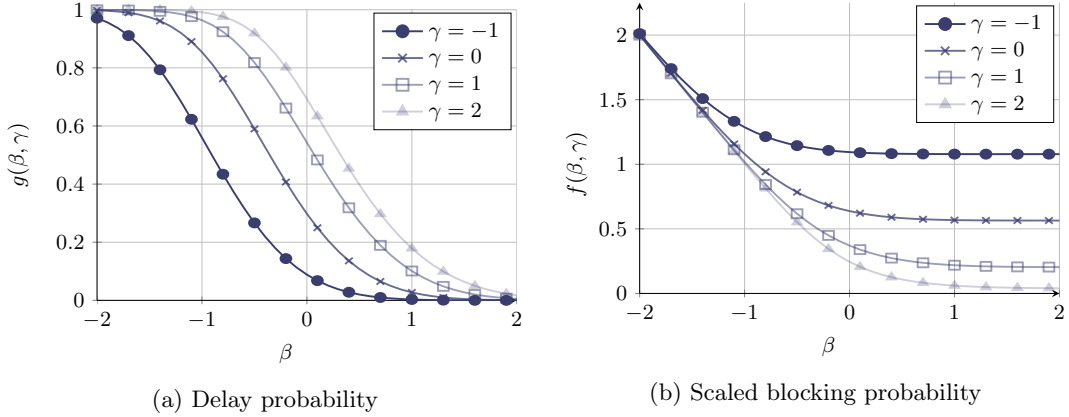 1
0.8
0.6
0.4
0.2
0
−2
−1
0
1
2
β
g(β, γ)
γ = −1
γ = 0
γ = 1
γ = 2
(a) Delay probability
2
1.5
1
0.5
0
−2
−1
0
1
2
β
f(β, γ)
γ = −1
γ = 0
γ = 1
γ = 2
(b) Scaled blocking probability